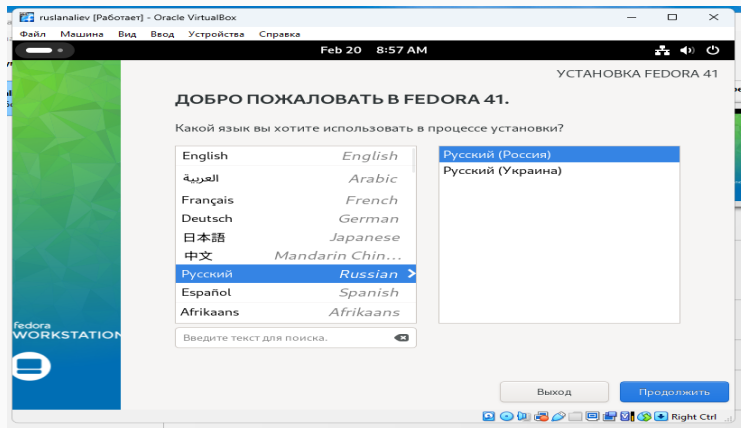 ruslanaliev [Работает] - Oracle VirtualBox
Файл Машина Вид Ввод Устройства Справка
Feb 20 8:57 AM
УСТАНОВКА FEDORA 41
ДОБРО ПОЖАЛОВАТЬ В FEDORA 41.
Какой язык вы хотите использовать в процессе установки?
English English
العربية Arabic
Français French
Deutsch German
日本語 Japanese
中文 Mandarin Chin...
Русский Russian
Español Spanish
Afrikaans Afrikaans
Русский (Россия)
Русский (Украина)
Введите текст для поиска.
fedora
WORKSTATION
Выход Продолжить
Right Ctrl